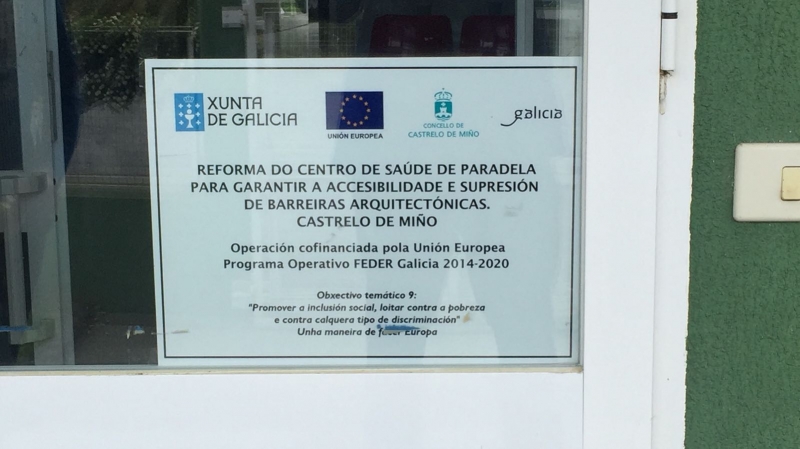 XUNTA
DE GALICIA
UNIÓN EUROPEA
CONCELLO DE
CASTRELO DE MIÑO
galicia
REFORMA DO CENTRO DE SAÚDE DE PARADELA
PARA GARANTIR A ACCESIBILIDADE E SUPRESIÓN
DE BARREIRAS ARQUITECTÓNICAS.
CASTRELO DE MIÑO
Operación cofinanciada pola Unión Europea
Programa Operativo FEDER Galicia 2014-2020
Obxectivo temático 9:
"Promover a inclusión social, loitar contra a pobreza
e contra calquera tipo de discriminación"
Unha maneira de facer Europa